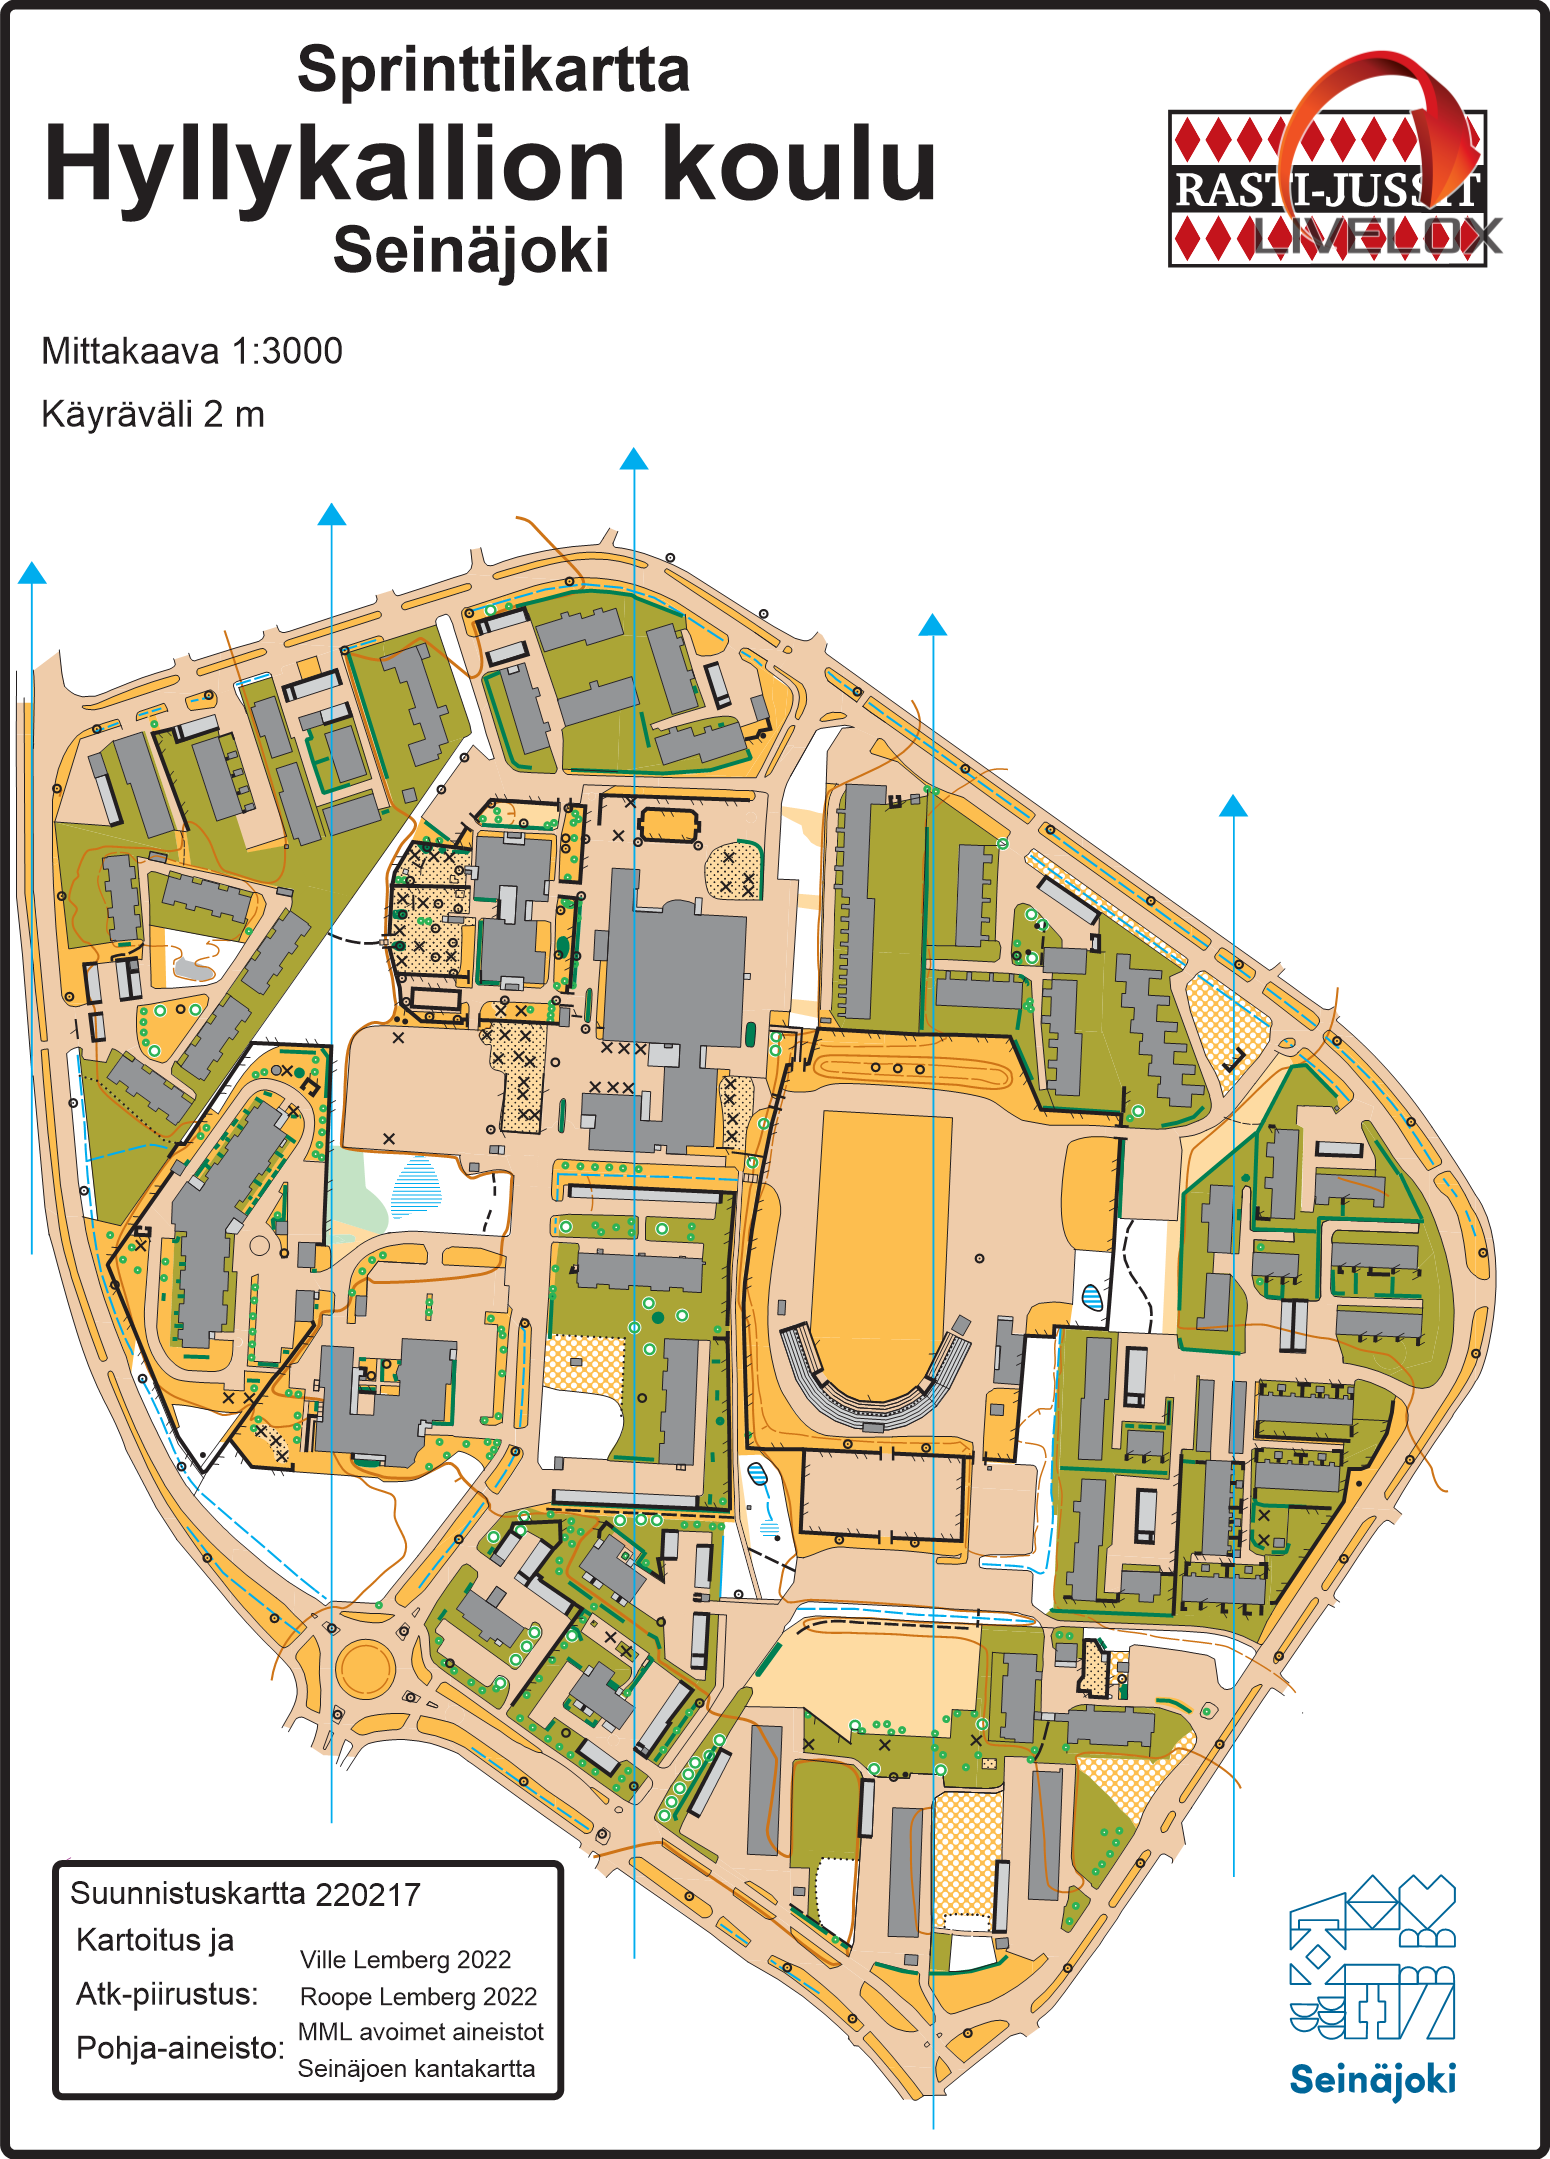 Sprinttikartta
Hyllykallion koulu
Seinäjoki
RASTI-JUSSIT
LIVELOX
Mittakaava 1:3000
Käyräväli 2 m
Suunnistuskartta 220217
Kartoitus ja
Atk-piirustus:
Ville Lemberg 2022
Roope Lemberg 2022
Pohja-aineisto:
MML avoimet aineistot
Seinäjoen kantakartta
Seinäjoki